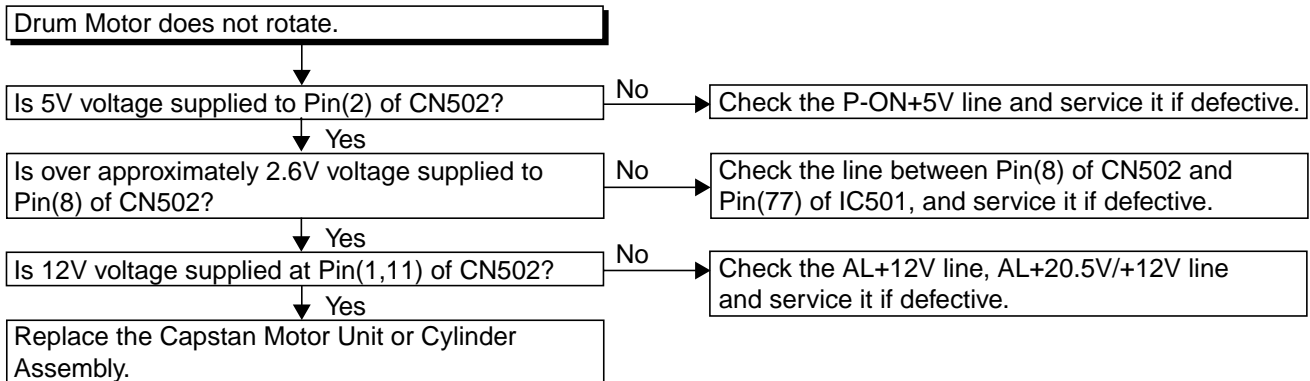 Drum Motor does not rotate.
Is 5V voltage supplied to Pin(2) of CN502?
No
Check the P-ON+5V line and service it if defective.
Yes
Is over approximately 2.6V voltage supplied to
Pin(8) of CN502?
No
Check the line between Pin(8) of CN502 and
Pin(77) of IC501, and service it if defective.
Yes
Is 12V voltage supplied at Pin(1,11) of CN502?
No
Check the AL+12V line, AL+20.5V/+12V line
and service it if defective.
Yes
Replace the Capstan Motor Unit or Cylinder
Assembly.